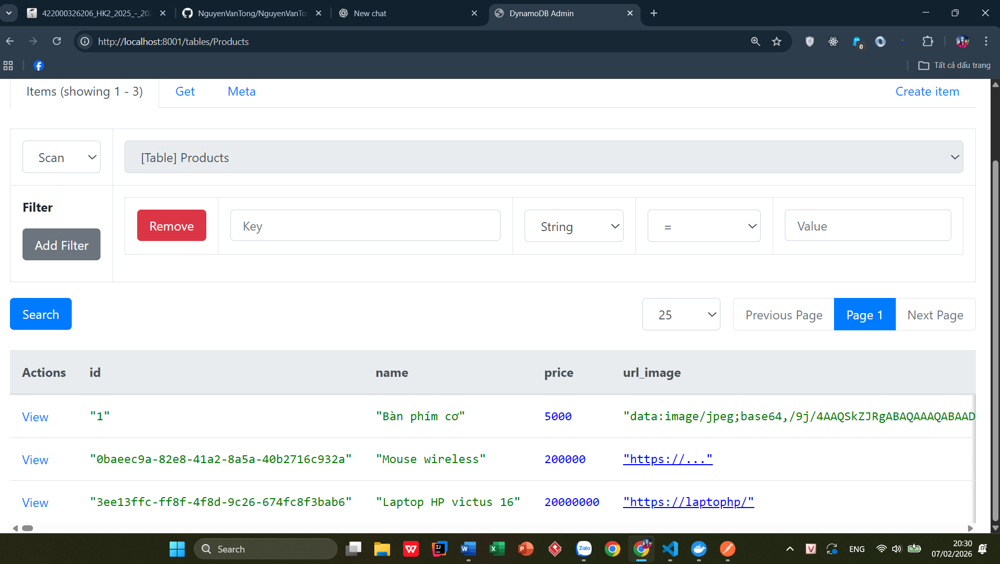 422000326206_HK2_2025_-_202
NguyenVanTong/NguyenVanTo
New chat
DynamoDB Admin
http://localhost:8001/tables/Products
0
Tất cả dấu trang
Items (showing 1 - 3)
Get
Meta
Create item
Scan
[Table] Products
Filter
Add Filter
Remove
Key
String
=
Value
Search
25
Previous Page
Page 1
Next Page
Actions id name price url_image
View "1" "Bàn phím cơ" 5000 "data:image/jpeg;base64,/9j/4AAQSkZJRgABAQAAAQABAAD
View "0baeec9a-82e8-41a2-8a5a-40b2716c932a" "Mouse wireless" 200000 "https://..."
View "3ee13ffc-ff8f-4f8d-9c26-674fc8f3bab6" "Laptop HP victus 16" 20000000 "https://laptophp/"
Search
Zalo
ENG
20:30
07/02/2026